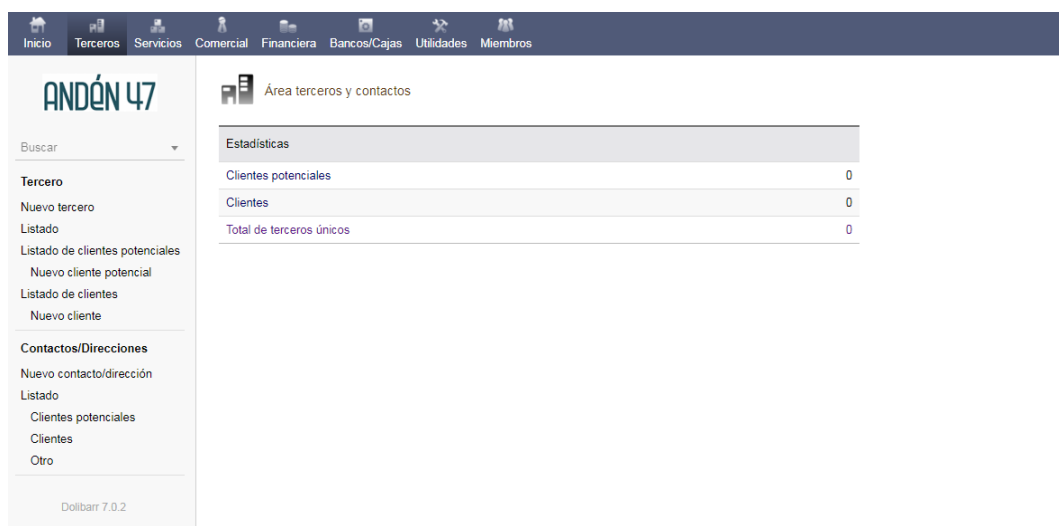 Inicio Terceros Servicios Comercial Financiera Bancos/Cajas Utilidades Miembros
ANDÉN 47
Buscar
Tercero
Nuevo tercero
Listado
Listado de clientes potenciales
Nuevo cliente potencial
Listado de clientes
Nuevo cliente
Contactos/Direcciones
Nuevo contacto/dirección
Listado
Clientes potenciales
Clientes
Otro
Dolibarr 7.0.2
Área terceros y contactos
Estadísticas
Clientes potenciales 0
Clientes 0
Total de terceros únicos 0